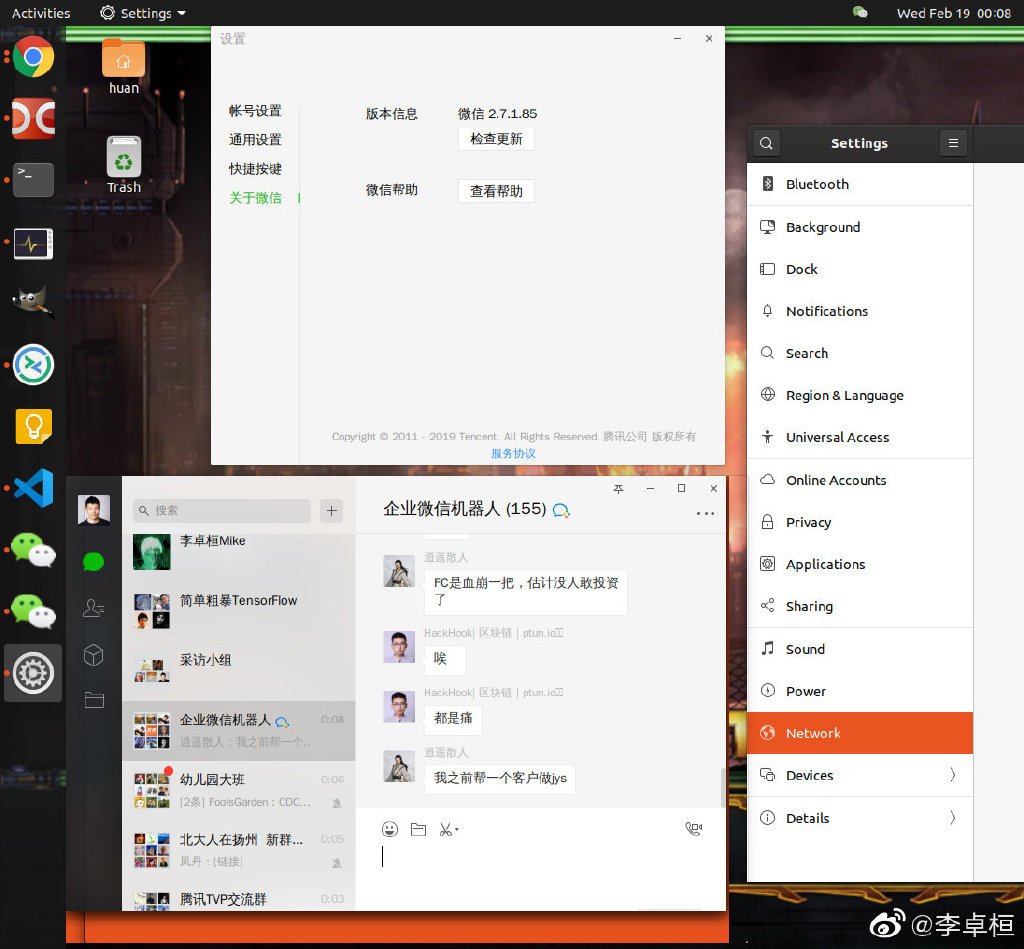 Activities
Settings
Wed Feb 19 00:08
huan
Trash
设置
帐号设置
通用设置
快捷按键
关于微信
版本信息
微信 2.7.1.85
检查更新
微信帮助
查看帮助
Copyright © 2011 - 2019 Tencent. All Rights Reserved. 腾讯公司 版权所有
服务协议
Settings
Bluetooth
Background
Dock
Notifications
Search
Region & Language
Universal Access
Online Accounts
Privacy
Applications
Sharing
Sound
Power
Network
Devices
Details
搜索
李卓桓Mike
简单粗暴TensorFlow
采访小组
企业微信机器人
0:08
逍遥散人：我之前帮一个...
幼儿园大班
0:06
[2条] FoolsGarden：CDC...
北大人在扬州 新群...
0:05
凤丹：[链接]
腾讯TVP交流群
0:03
企业微信机器人 (155)
逍遥散人
FC是血崩一把，估计没人敢投资
了
HackHook| 区块链 | ptun.io
唉
HackHook| 区块链 | ptun.io
都是痛
逍遥散人
我之前帮一个客户做jys
@李卓桓